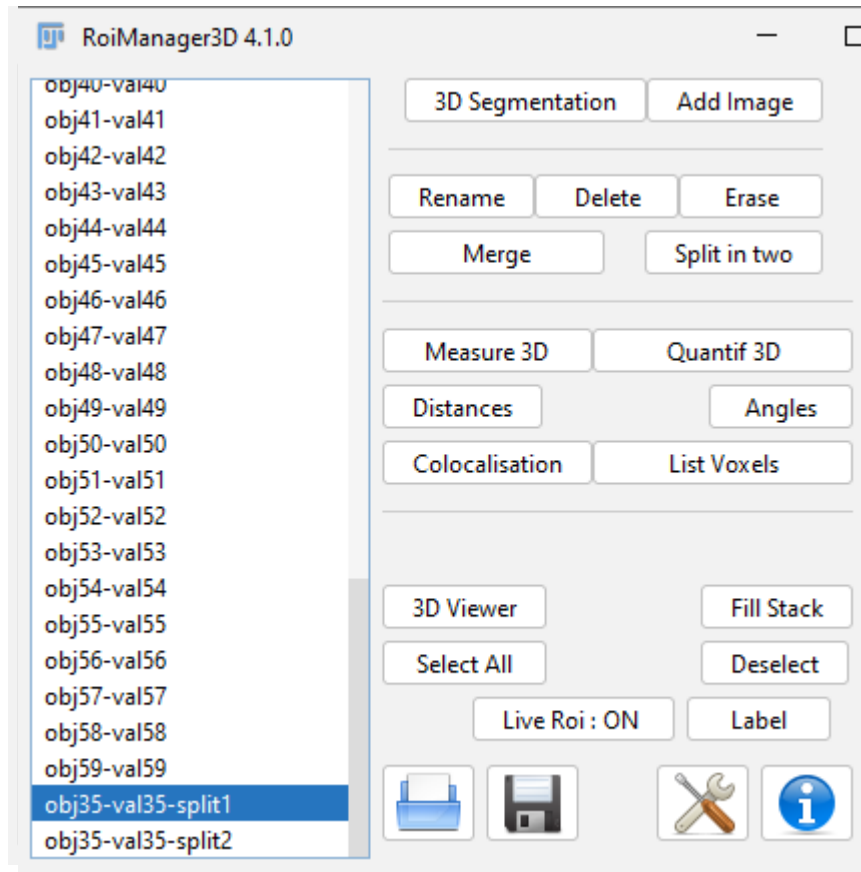 RoiManager3D 4.1.0
obj40-val40
obj41-val41
obj42-val42
obj43-val43
obj44-val44
obj45-val45
obj46-val46
obj47-val47
obj48-val48
obj49-val49
obj50-val50
obj51-val51
obj52-val52
obj53-val53
obj54-val54
obj55-val55
obj56-val56
obj57-val57
obj58-val58
obj59-val59
obj35-val35-split1
obj35-val35-split2
3D Segmentation Add Image
Rename Delete Erase
Merge Split in two
Measure 3D Quantif 3D
Distances Angles
Colocalisation List Voxels
3D Viewer Fill Stack
Select All Deselect
Live Roi : ON Label